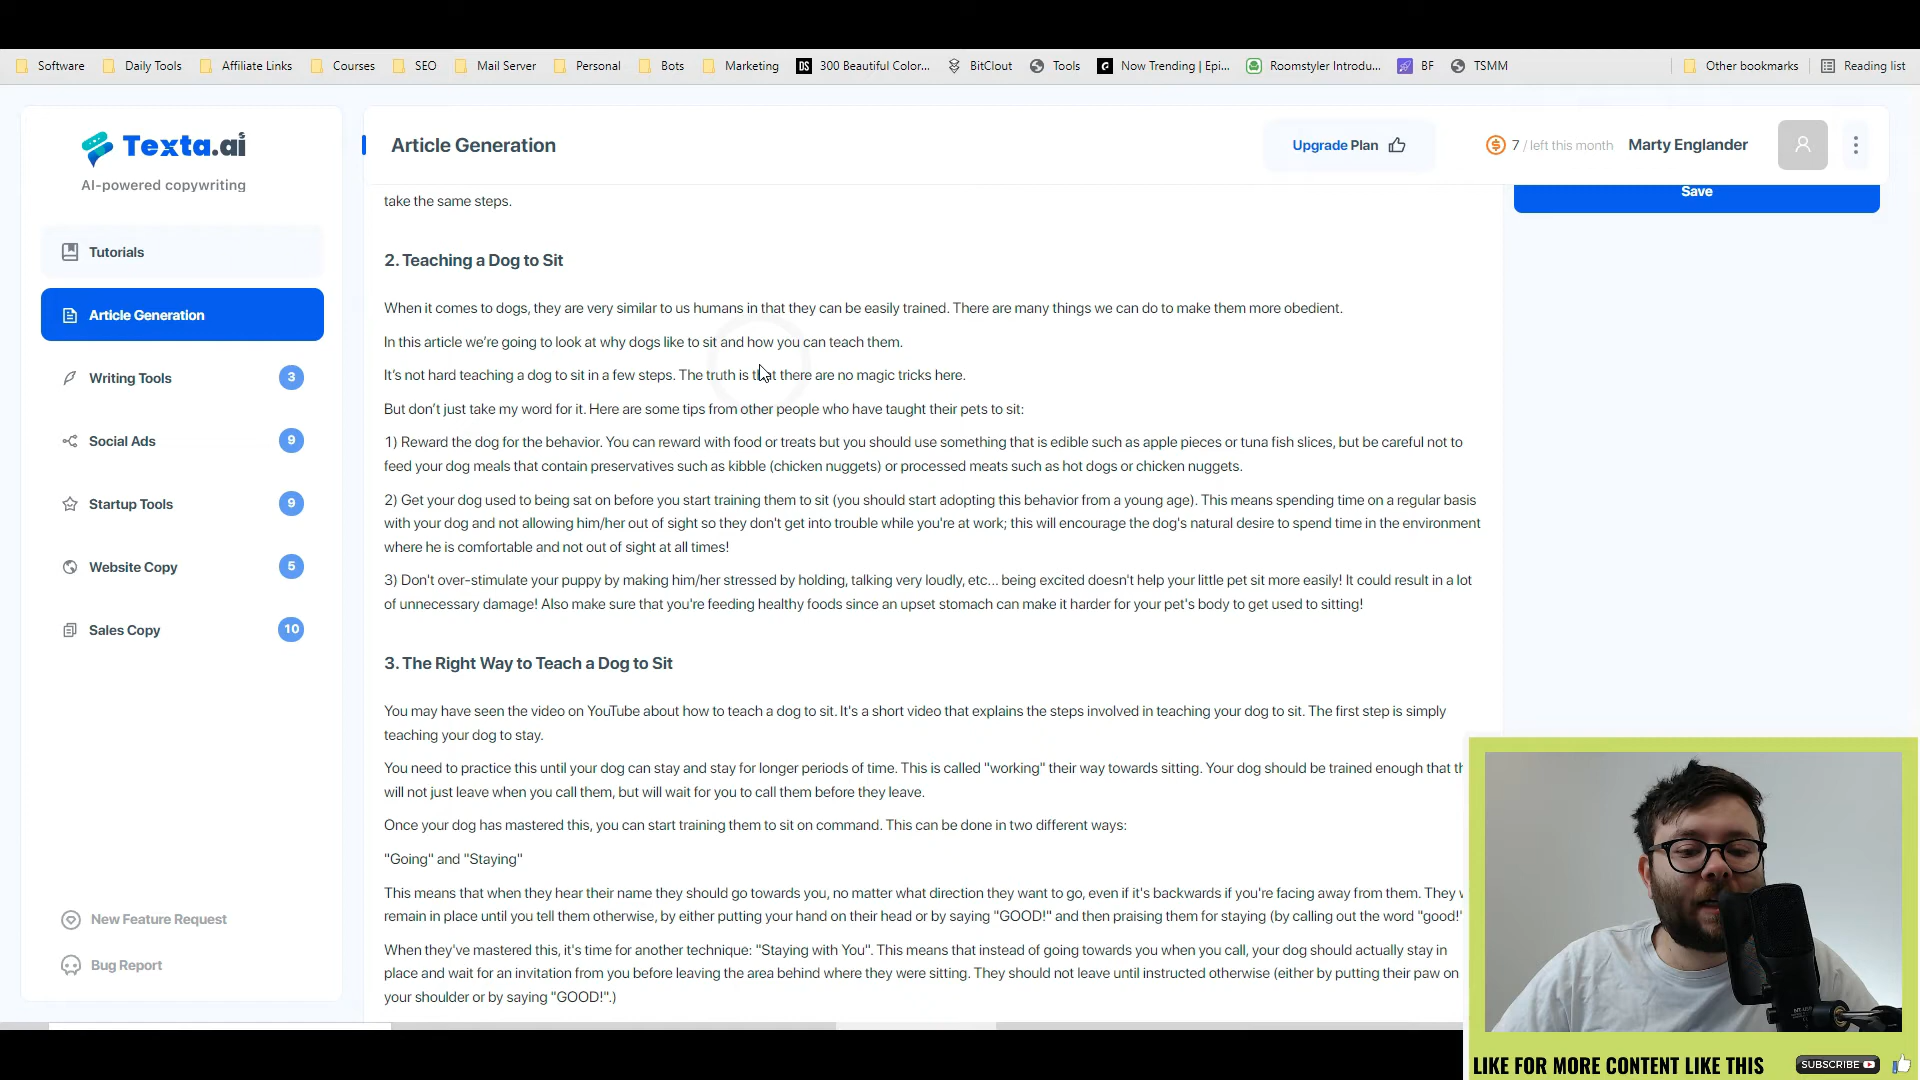 Software Daily Tools Affiliate Links Courses SEO Mail Server Personal Bots Marketing DS 300 Beautiful Color... BitClout Tools Now Trending | Epi... Roomstyler Introdu... BF TSMM Other bookmarks Reading list
Texta.ai
AI-powered copywriting
Tutorials
Article Generation
Writing Tools 3
Social Ads 9
Startup Tools 9
Website Copy 5
Sales Copy 10
New Feature Request
Bug Report
Article Generation
Upgrade Plan
7 / left this month
Marty Englander
Save
take the same steps.
2. Teaching a Dog to Sit
When it comes to dogs, they are very similar to us humans in that they can be easily trained. There are many things we can do to make them more obedient.
In this article we're going to look at why dogs like to sit and how you can teach them.
It's not hard teaching a dog to sit in a few steps. The truth is that there are no magic tricks here.
But don't just take my word for it. Here are some tips from other people who have taught their pets to sit:
1) Reward the dog for the behavior. You can reward with food or treats but you should use something that is edible such as apple pieces or tuna fish slices, but be careful not to
feed your dog meals that contain preservatives such as kibble (chicken nuggets) or processed meats such as hot dogs or chicken nuggets.
2) Get your dog used to being sat on before you start training them to sit (you should start adopting this behavior from a young age). This means spending time on a regular basis
with your dog and not allowing him/her out of sight so they don't get into trouble while you're at work; this will encourage the dog's natural desire to spend time in the environment
where he is comfortable and not out of sight at all times!
3) Don't over-stimulate your puppy by making him/her stressed by holding, talking very loudly, etc... being excited doesn't help your little pet sit more easily! It could result in a lot
of unnecessary damage! Also make sure that you're feeding healthy foods since an upset stomach can make it harder for your pet's body to get used to sitting!
3. The Right Way to Teach a Dog to Sit
You may have seen the video on YouTube about how to teach a dog to sit. It's a short video that explains the steps involved in teaching your dog to sit. The first step is simply
teaching your dog to stay.
You need to practice this until your dog can stay and stay for longer periods of time. This is called "working" their way towards sitting. Your dog should be trained enough that
will not just leave when you call them, but will wait for you to call them before they leave.
Once your dog has mastered this, you can start training them to sit on command. This can be done in two different ways:
"Going" and "Staying"
This means that when they hear their name they should go towards you, no matter what direction they want to go, even if it's backwards if you're facing away from them. They
remain in place until you tell them otherwise, by either putting your hand on their head or by saying "GOOD!" and then praising them for staying (by calling out the word "good!"
When they've mastered this, it's time for another technique: "Staying with You". This means that instead of going towards you when you call, your dog should actually stay in
place and wait for an invitation from you before leaving the area behind where they were sitting. They should not leave until instructed otherwise (either by putting their paw on
your shoulder or by saying "GOOD!".)
LIKE FOR MORE CONTENT LIKE THIS
SUBSCRIBE